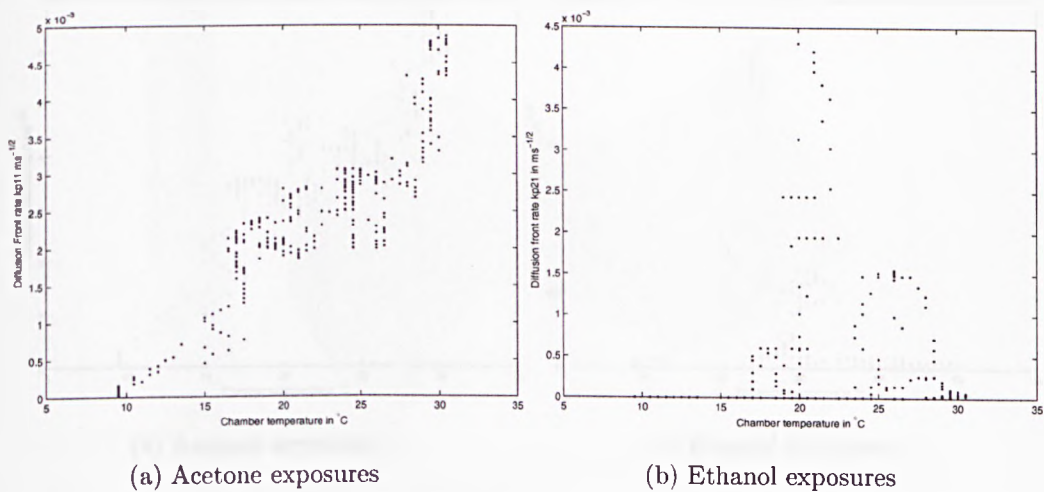 × 10⁻³
5
4.5
4
3.5
3
2.5
2
1.5
1
0.5
0
Diffusion Front rate kp11 ms⁻¹/²
5 10 15 20 25 30 35
Chamber temperature in °C
(a) Acetone exposures
× 10⁻³
4.5
4
3.5
3
2.5
2
1.5
1
0.5
0
Diffusion front rate kp21 in ms⁻¹/²
5 10 15 20 25 30 35
Chamber temperature in °C
(b) Ethanol exposures